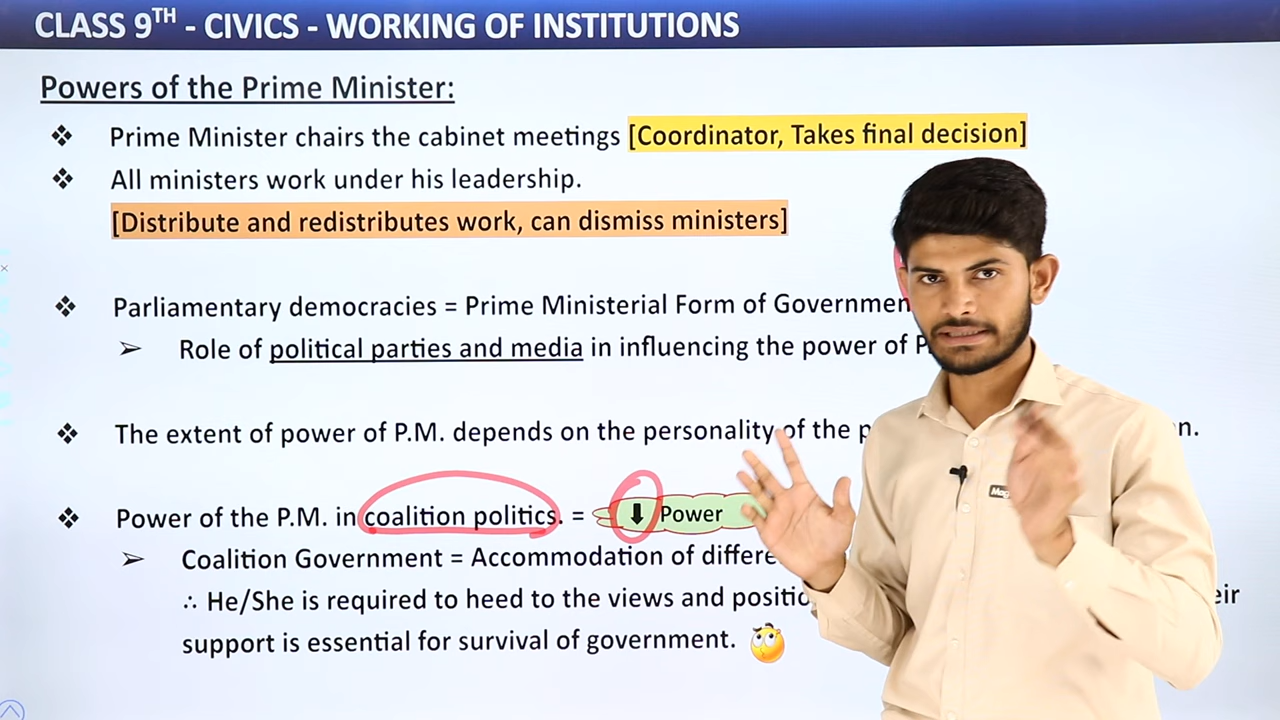 CLASS 9TH - CIVICS - WORKING OF INSTITUTIONS
Powers of the Prime Minister:
❖ Prime Minister chairs the cabinet meetings [Coordinator, Takes final decision]
❖ All ministers work under his leadership.
[Distribute and redistributes work, can dismiss ministers]
❖ Parliamentary democracies = Prime Ministerial Form of
➢ Role of political parties and media in influencing the power of
❖ The extent of power of P.M. depends on the personality of the
❖ Power of the P.M. in coalition politics. = ⬇ Power
➢ Coalition Government = Accommodation of
∴ He/She is required to heed to the views and
support is essential for survival of government.